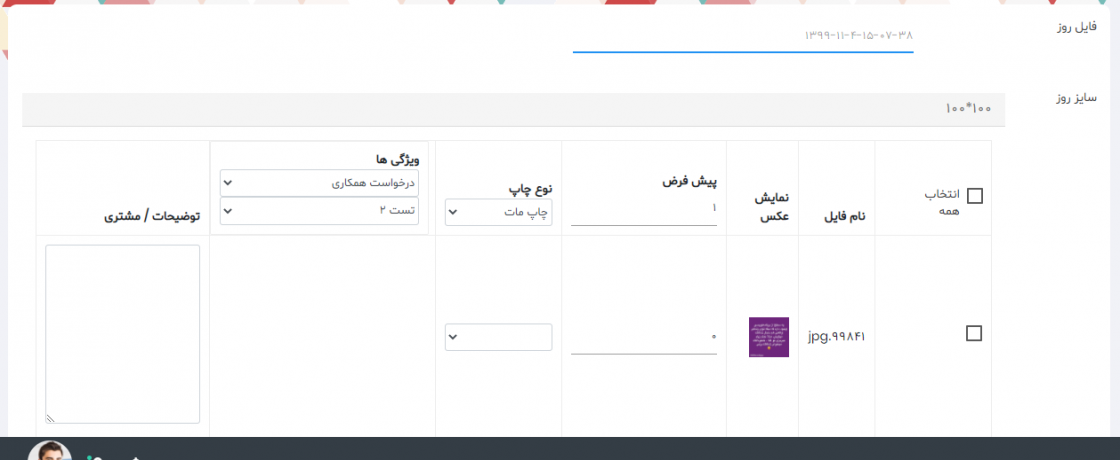 فایل روز
۱۳۹۹-۱۱-۴-۱۵-۰۷-۳۸
سایز روز
۱۰۰*۱۰۰
انتخاب
همه
نام فایل
نمایش
عکس
پیش فرض
۱
نوع چاپ
چاپ مات
ویژگی ها
درخواست همکاری
تست ۲
توضیحات / مشتری
jpg.۹۹۸۴۱
۰